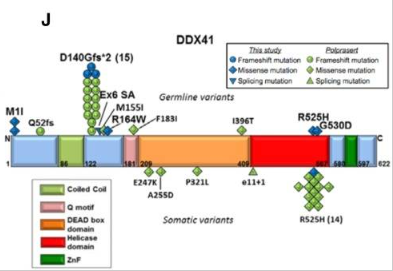 J
DDX41
This study
Polprasert
Frameshift mutation
Frameshift mutation
Missense mutation
Missense mutation
Splicing mutation
Splicing mutation
D140Gfs*2 (15)
Ex6 SA
M155I
Germline variants
M1I
Q52fs
R164W
F183I
I396T
R525H
G530D
N
C
1
86
122
181
209
409
622
E247K
A255D
P321L
e11+1
R525H (14)
Somatic variants
Coiled Coil
Q motif
DEAD box
domain
Helicase
domain
ZnF